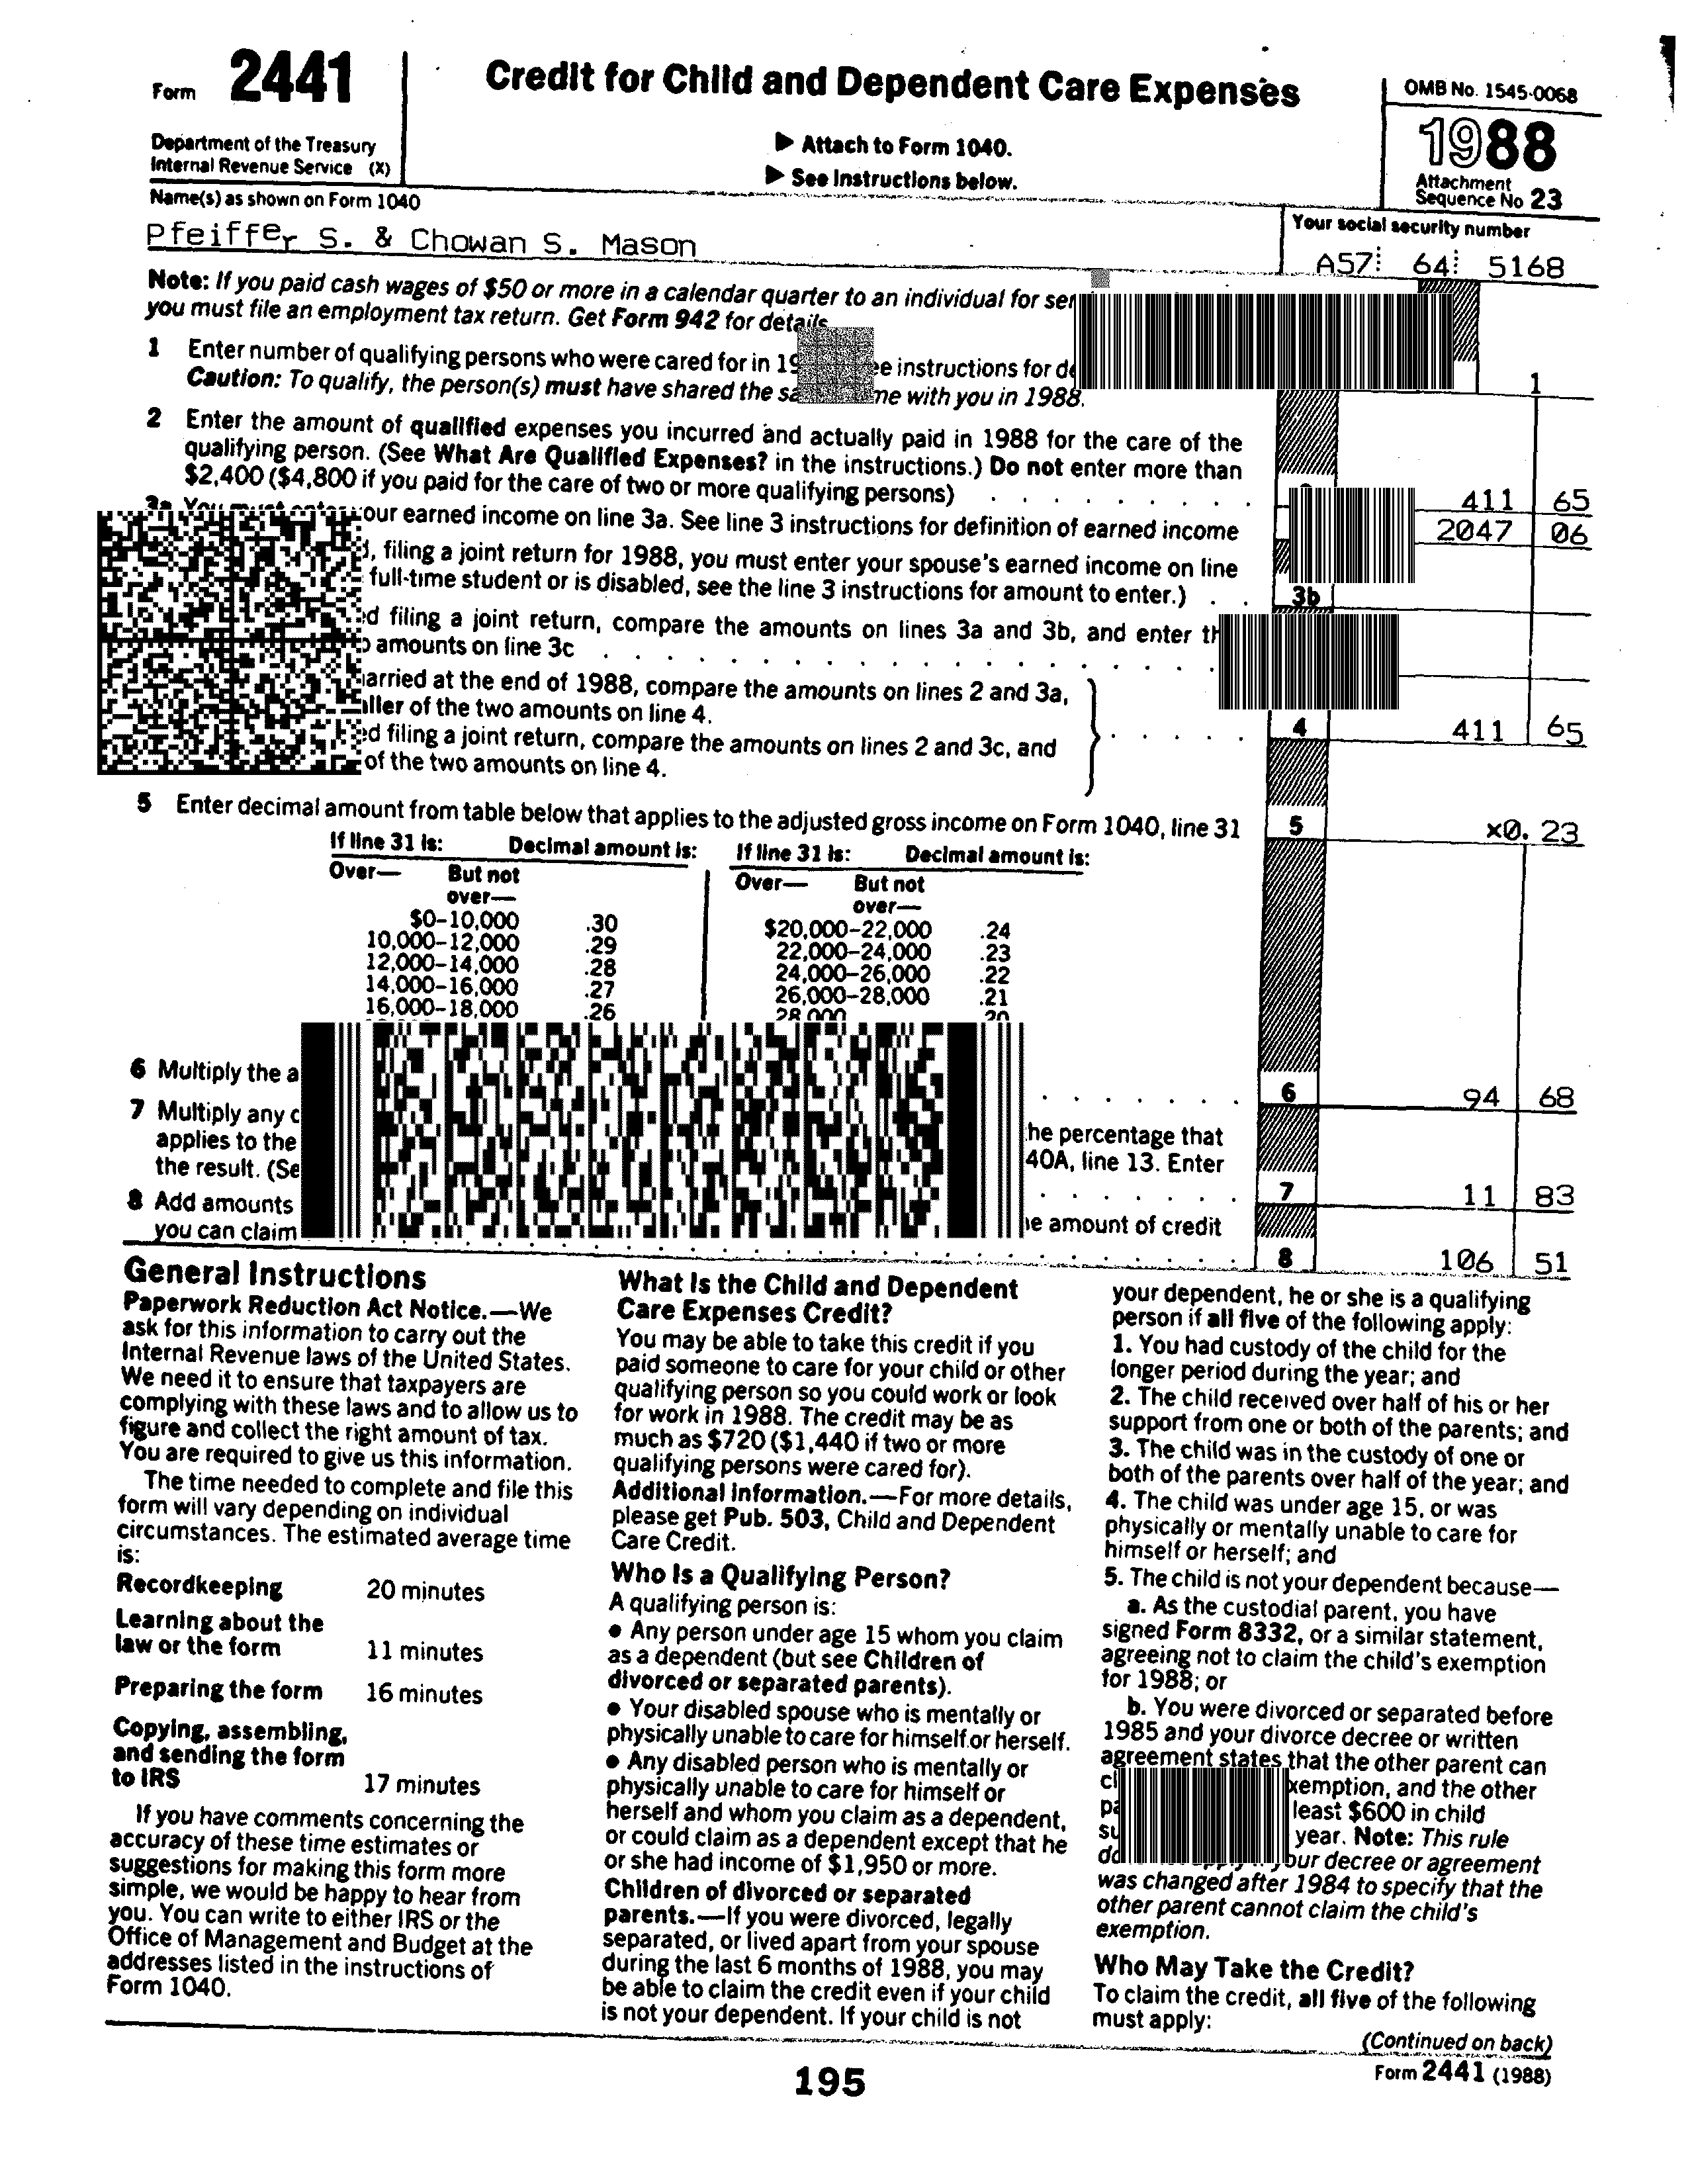 Form 2441
Credit for Child and Dependent Care Expenses
OMB No. 1545-0068
1988
Department of the Treasury
Internal Revenue Service (X)
▶ Attach to Form 1040.
▶ See Instructions below.
Attachment
Sequence No 23
Name(s) as shown on Form 1040
Your social security number
Pfeiffer S. & Chowan S. Mason
A57 64 5168
Note: If you paid cash wages of $50 or more in a calendar quarter to an individual for
you must file an employment tax return. Get Form 942 for details
1 Enter number of qualifying persons who were cared for in instructions for
Caution: To qualify, the person(s) must have shared the with you in 1988.
1
2 Enter the amount of qualified expenses you incurred and actually paid in 1988 for the care of the
qualifying person. (See What Are Qualified Expenses? in the instructions.) Do not enter more than
$2,400 ($4,800 if you paid for the care of two or more qualifying persons) . . . . . . . . .
411 65
your earned income on line 3a. See line 3 instructions for definition of earned income
2047 06
filing a joint return for 1988, you must enter your spouse's earned income on line
full-time student or is disabled, see the line 3 instructions for amount to enter.) . .
3b
filing a joint return, compare the amounts on lines 3a and 3b, and enter
amounts on line 3c
married at the end of 1988, compare the amounts on lines 2 and 3a,
of the two amounts on line 4.
filing a joint return, compare the amounts on lines 2 and 3c, and
of the two amounts on line 4.
4 411 65
5 Enter decimal amount from table below that applies to the adjusted gross income on Form 1040, line 31
5 x0. 23
If line 31 is: Decimal amount is: If line 31 is: Decimal amount is:
Over— But not over— Over— But not over—
$0–10,000 .30 $20,000–22,000 .24
10,000–12,000 .29 22,000–24,000 .23
12,000–14,000 .28 24,000–26,000 .22
14,000–16,000 .27 26,000–28,000 .21
16,000–18,000 .26 28,000 .20
6 Multiply the
6 94 68
7 Multiply any
applies to the the percentage that
the result. line 13. Enter
7 11 83
8 Add amounts
you can claim amount of credit
8 106 51
General Instructions
Paperwork Reduction Act Notice.—We
ask for this information to carry out the
Internal Revenue laws of the United States.
We need it to ensure that taxpayers are
complying with these laws and to allow us to
figure and collect the right amount of tax.
You are required to give us this information.
The time needed to complete and file this
form will vary depending on individual
circumstances. The estimated average time
is:
Recordkeeping 20 minutes
Learning about the
law or the form 11 minutes
Preparing the form 16 minutes
Copying, assembling,
and sending the form
to IRS 17 minutes
If you have comments concerning the
accuracy of these time estimates or
suggestions for making this form more
simple, we would be happy to hear from
you. You can write to either IRS or the
Office of Management and Budget at the
addresses listed in the instructions of
Form 1040.
What Is the Child and Dependent
Care Expenses Credit?
You may be able to take this credit if you
paid someone to care for your child or other
qualifying person so you could work or look
for work in 1988. The credit may be as
much as $720 ($1,440 if two or more
qualifying persons were cared for).
Additional Information.—For more details,
please get Pub. 503, Child and Dependent
Care Credit.
Who Is a Qualifying Person?
A qualifying person is:
● Any person under age 15 whom you claim
as a dependent (but see Children of
divorced or separated parents).
● Your disabled spouse who is mentally or
physically unable to care for himself or herself.
● Any disabled person who is mentally or
physically unable to care for himself or
herself and whom you claim as a dependent,
or could claim as a dependent except that he
or she had income of $1,950 or more.
Children of divorced or separated
parents.—If you were divorced, legally
separated, or lived apart from your spouse
during the last 6 months of 1988, you may
be able to claim the credit even if your child
is not your dependent. If your child is not
your dependent, he or she is a qualifying
person if all five of the following apply:
1. You had custody of the child for the
longer period during the year; and
2. The child received over half of his or her
support from one or both of the parents; and
3. The child was in the custody of one or
both of the parents over half of the year; and
4. The child was under age 15, or was
physically or mentally unable to care for
himself or herself; and
5. The child is not your dependent because—
a. As the custodial parent, you have
signed Form 8332, or a similar statement,
agreeing not to claim the child's exemption
for 1988; or
b. You were divorced or separated before
1985 and your divorce decree or written
agreement states that the other parent can
exemption, and the other
least $600 in child
year. Note: This rule
your decree or agreement
was changed after 1984 to specify that the
other parent cannot claim the child's
exemption.
Who May Take the Credit?
To claim the credit, all five of the following
must apply:
(Continued on back)
195
Form 2441 (1988)